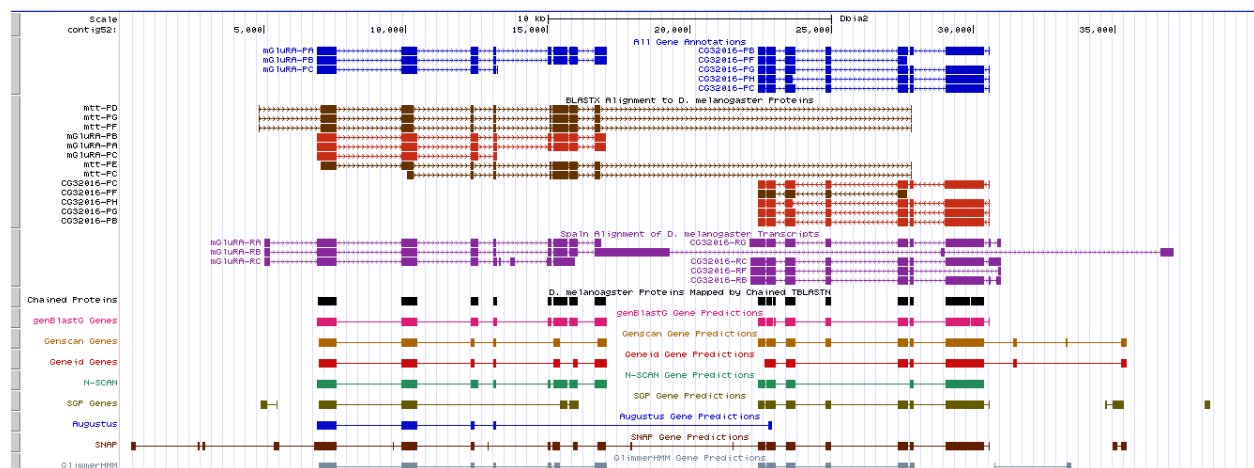 Scale 10 kb Dbia2
contig52: 5,000 10,000 15,000 20,000 25,000 30,000 35,000
All Gene Annotations
mGluRA-PA CG32016-PB
mGluRA-PB CG32016-PF
mGluRA-PC CG32016-PG
CG32016-PH
CG32016-PC
BLASTX Alignment to D. melanogaster Proteins
mtt-PD
mtt-PG
mtt-PF
mGluRA-PB
mGluRA-PA
mGluRA-PC
mtt-PE
mtt-PC
CG32016-PC
CG32016-PF
CG32016-PH
CG32016-PG
CG32016-PB
Spaln Alignment of D. melanogaster Transcripts
mGluRA-RA CG32016-RG
mGluRA-RB
mGluRA-RC CG32016-RC
CG32016-RF
CG32016-RB
D. melanoagster Proteins Mapped by Chained TBLASTN
Chained Proteins
genBlastG Gene Predictions
genBlastG Genes
Genscan Gene Predictions
Genscan Genes
Geneid Gene Predictions
Geneid Genes
N-SCAN Gene Predictions
N-SCAN
SGP Gene Predictions
SGP Genes
Augustus Gene Predictions
Augustus
SNAP Gene Predictions
SNAP
GlimmerHMM Gene Predictions
GlimmerHMM